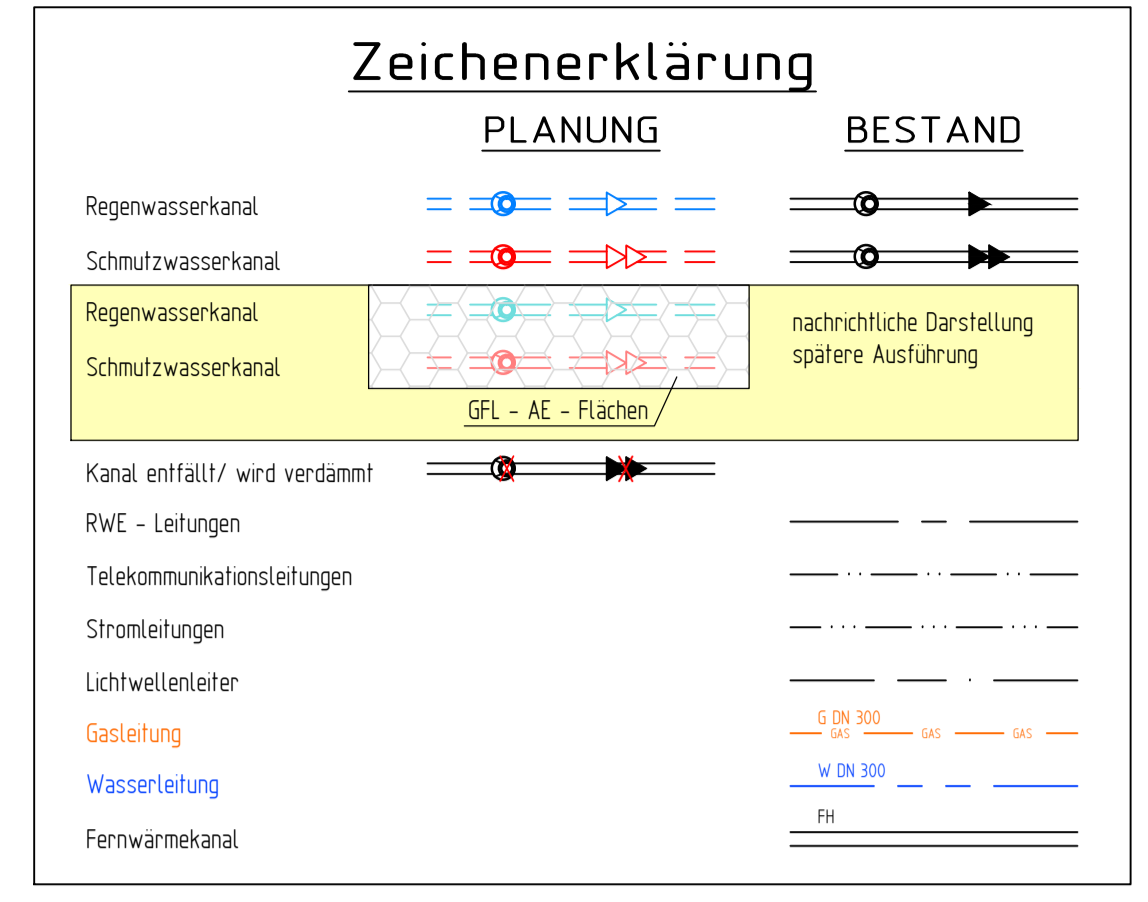 Zeichenerklärung
PLANUNG
BESTAND
Regenwasserkanal
Schmutzwasserkanal
Regenwasserkanal
Schmutzwasserkanal
nachrichtliche Darstellung
spätere Ausführung
GFL - AE - Flächen
Kanal entfällt/ wird verdämmt
RWE - Leitungen
Telekommunikationsleitungen
Stromleitungen
Lichtwellenleiter
Gasleitung
G DN 300
GAS GAS GAS
Wasserleitung
W DN 300
Fernwärmekanal
FH